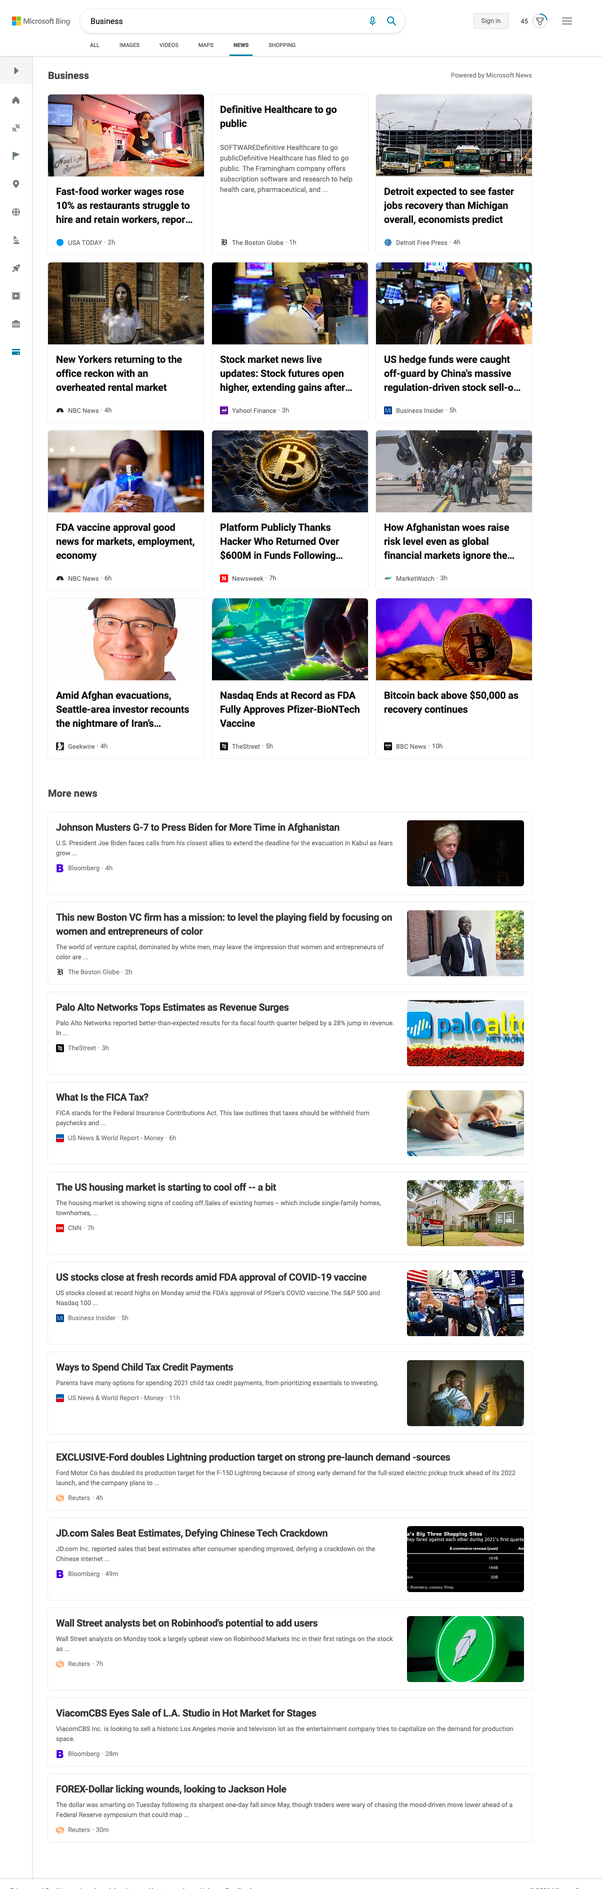 Microsoft Bing
Business
Sign in
45
ALL IMAGES VIDEOS MAPS NEWS SHOPPING
Business
Powered by Microsoft News
Fast-food worker wages rose
10% as restaurants struggle to
hire and retain workers, repor...
USA TODAY · 2h
Definitive Healthcare to go
public
SOFTWAREDefinitive Healthcare to go
publicDefinitive Healthcare has filed to go
public. The Framingham company offers
subscription software and research to help
health care, pharmaceutical, and ...
The Boston Globe · 1h
Detroit expected to see faster
jobs recovery than Michigan
overall, economists predict
Detroit Free Press · 4h
New Yorkers returning to the
office reckon with an
overheated rental market
NBC News · 4h
Stock market news live
updates: Stock futures open
higher, extending gains after...
Yahoo! Finance · 3h
US hedge funds were caught
off-guard by China's massive
regulation-driven stock sell-o...
Business Insider · 5h
FDA vaccine approval good
news for markets, employment,
economy
NBC News · 6h
Platform Publicly Thanks
Hacker Who Returned Over
$600M in Funds Following...
Newsweek · 7h
How Afghanistan woes raise
risk level even as global
financial markets ignore the...
MarketWatch · 3h
Amid Afghan evacuations,
Seattle-area investor recounts
the nightmare of Iran's...
Geekwire · 4h
Nasdaq Ends at Record as FDA
Fully Approves Pfizer-BioNTech
Vaccine
TheStreet · 5h
Bitcoin back above $50,000 as
recovery continues
BBC News · 10h
More news
Johnson Musters G-7 to Press Biden for More Time in Afghanistan
U.S. President Joe Biden faces calls from his closest allies to extend the deadline for the evacuation in Kabul as fears
grow ...
Bloomberg · 4h
This new Boston VC firm has a mission: to level the playing field by focusing on
women and entrepreneurs of color
The world of venture capital, dominated by white men, may leave the impression that women and entrepreneurs of
color are ...
The Boston Globe · 2h
Palo Alto Networks Tops Estimates as Revenue Surges
Palo Alto Networks reported better-than-expected results for its fiscal fourth quarter helped by a 28% jump in revenue.
In ...
TheStreet · 3h
paloalto
NETWORKS
What Is the FICA Tax?
FICA stands for the Federal Insurance Contributions Act. This law outlines that taxes should be withheld from
paychecks and ...
US News & World Report - Money · 6h
The US housing market is starting to cool off -- a bit
The housing market is showing signs of cooling off.Sales of existing homes – which include single-family homes,
townhomes, ...
CNN · 7h
US stocks close at fresh records amid FDA approval of COVID-19 vaccine
US stocks closed at record highs on Monday amid the FDA's approval of Pfizer's COVID vaccine.The S&P 500 and
Nasdaq 100 ...
Business Insider · 5h
Ways to Spend Child Tax Credit Payments
Parents have many options for spending 2021 child tax credit payments, from prioritizing essentials to investing.
US News & World Report - Money · 11h
EXCLUSIVE-Ford doubles Lightning production target on strong pre-launch demand -sources
Ford Motor Co has doubled its production target for the F-150 Lightning because of strong early demand for the full-sized electric pickup truck ahead of its 2022
launch, and the company plans to ...
Reuters · 4h
JD.com Sales Beat Estimates, Defying Chinese Tech Crackdown
JD.com Inc. reported sales that beat estimates after consumer spending improved, defying a crackdown on the
Chinese internet ...
Bloomberg · 49m
's Big Three Shopping Sites
hey fared against each other during 2021's first quarte
E-commerce revenue (yuan)
Wall Street analysts bet on Robinhood's potential to add users
Wall Street analysts on Monday took a largely upbeat view on Robinhood Markets Inc in their first ratings on the stock
as ...
Reuters · 7h
ViacomCBS Eyes Sale of L.A. Studio in Hot Market for Stages
ViacomCBS Inc. is looking to sell a historic Los Angeles movie and television lot as the entertainment company tries to capitalize on the demand for production
space.
Bloomberg · 28m
FOREX-Dollar licking wounds, looking to Jackson Hole
The dollar was smarting on Tuesday following its sharpest one-day fall since May, though traders were wary of chasing the mood-driven move lower ahead of a
Federal Reserve symposium that could map ...
Reuters · 30m